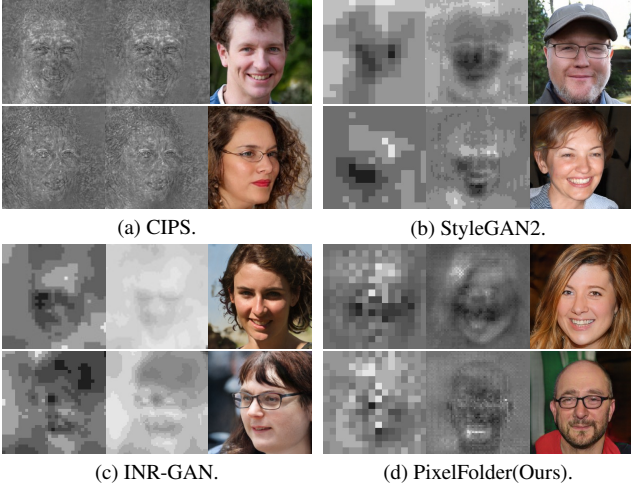 (a) CIPS.
(b) StyleGAN2.
(c) INR-GAN.
(d) PixelFolder(Ours).